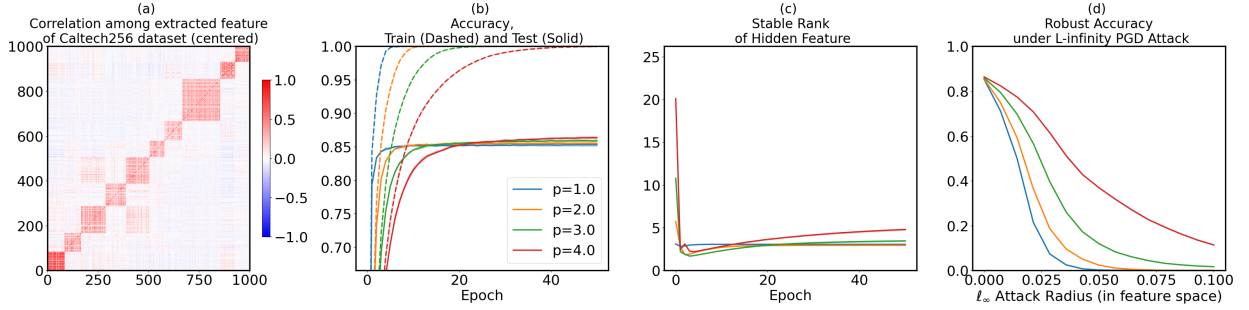 (a)
Correlation among extracted feature
of Caltech256 dataset (centered)
1000
800
600
400
200
0
0 250 500 750 1000
1.0
0.5
0.0
−0.5
−1.0
(b)
Accuracy,
Train (Dashed) and Test (Solid)
1.00
0.95
0.90
0.85
0.80
0.75
0.70
0 20 40
Epoch
p=1.0
p=2.0
p=3.0
p=4.0
(c)
Stable Rank
of Hidden Feature
25
20
15
10
5
0
0 20 40
Epoch
(d)
Robust Accuracy
under L-infinity PGD Attack
1.0
0.8
0.6
0.4
0.2
0.0
0.000 0.025 0.050 0.075 0.100
ℓ∞ Attack Radius (in feature space)